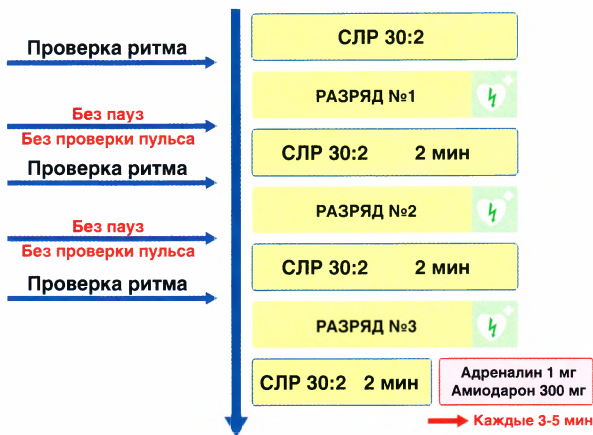 СЛР 30:2
Проверка ритма
РАЗРЯД №1
Без пауз
Без проверки пульса
СЛР 30:2 2 мин
Проверка ритма
РАЗРЯД №2
Без пауз
Без проверки пульса
СЛР 30:2 2 мин
Проверка ритма
РАЗРЯД №3
СЛР 30:2 2 мин
Адреналин 1 мг
Амиодарон 300 мг
Каждые 3-5 мин